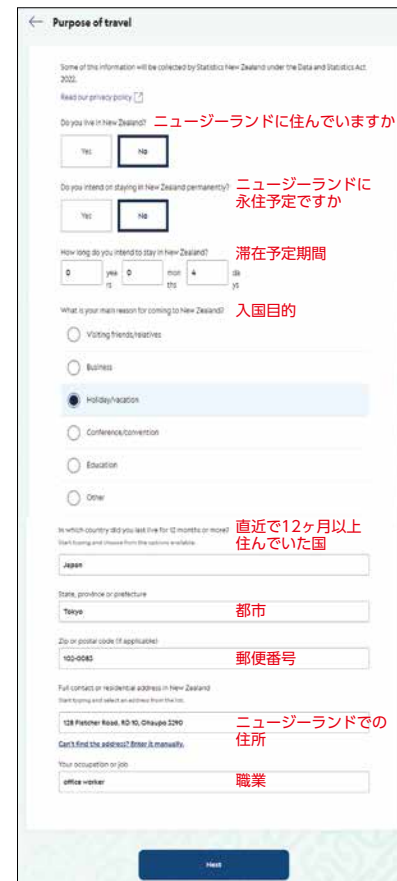 Purpose of travel
Some of this information will be collected by Statistics New Zealand under the Data and Statistics Act
2022.
Read our privacy policy
Do you live in New Zealand? ニュージーランドに住んでいますか
Yes No
Do you intend on staying in New Zealand permanently? ニュージーランドに
永住予定ですか
Yes No
How long do you intend to stay in New Zealand? 滞在予定期間
0 yea 0 mon 4 da
rs ths ys
What is your main reason for coming to New Zealand? 入国目的
Visiting friends/relatives
Business
Holiday/vacation
Conference/convention
Education
Other
In which country did you last live for 12 months or more? 直近で12ヶ月以上
Start typing and choose from the options available. 住んでいた国
Japan
State, province or prefecture
Tokyo 都市
Zip or postal code (if applicable)
102-0083 郵便番号
Full contact or residential address in New Zealand
Start typing and select an address from the list.
128 Fletcher Road, RD 10, Ohaupo 3290 ニュージーランドでの
住所
Can't find the address? Enter it manually.
Your occupation or job
office worker 職業
Next